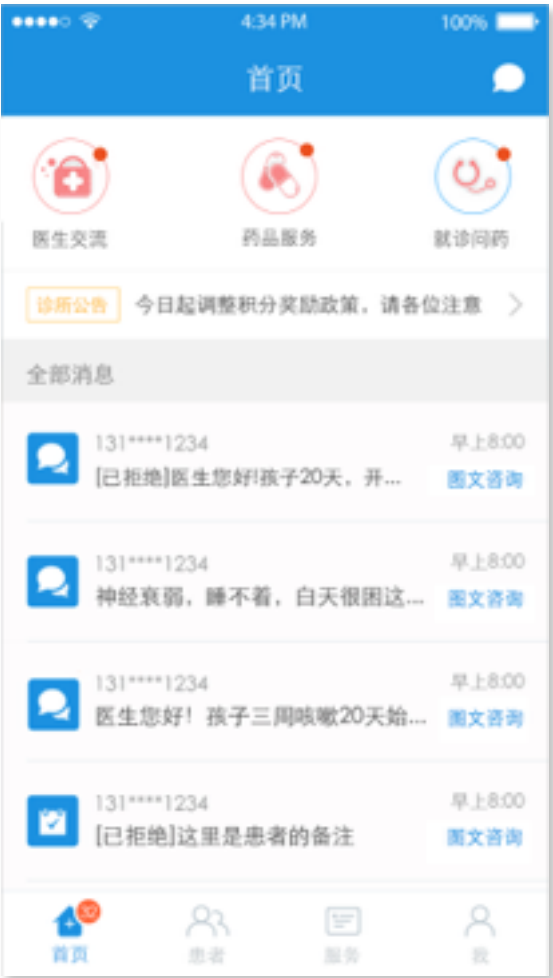 4:34 PM 100%
首页
医生交流 药品服务 就诊问药
诊所公告 今日起调整积分奖励政策，请各位注意
全部消息
131****1234 早上8:00
[已拒绝]医生您好!孩子20天，开... 图文咨询
131****1234 早上8:00
神经衰弱，睡不着，白天很困这... 图文咨询
131****1234 早上8:00
医生您好！孩子三周咳嗽20天始... 图文咨询
131****1234 早上8:00
[已拒绝]这里是患者的备注 图文咨询
32
首页 患者 服务 我